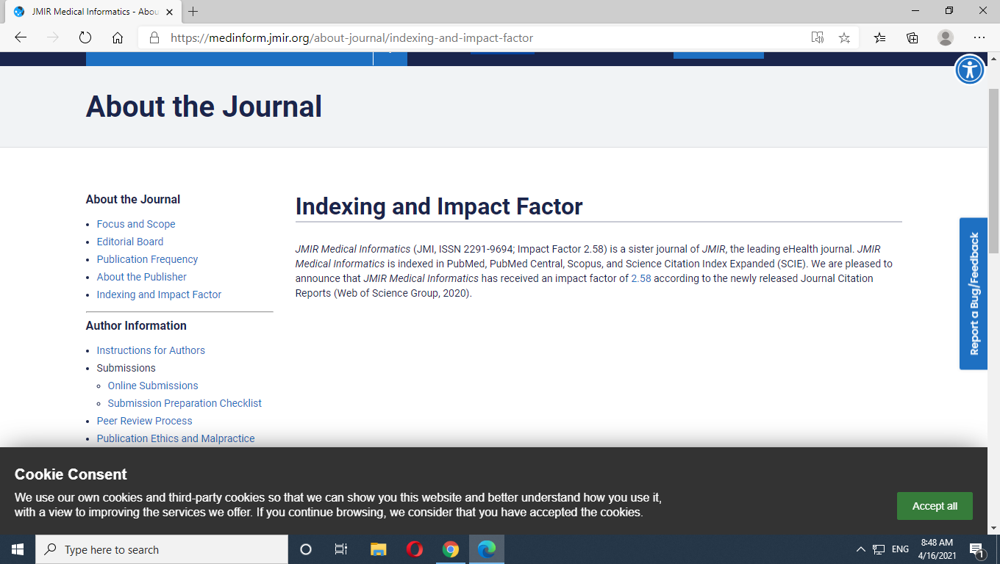 JMIR Medical Informatics - Abou
https://medinform.jmir.org/about-journal/indexing-and-impact-factor
About the Journal
About the Journal
Focus and Scope
Editorial Board
Publication Frequency
About the Publisher
Indexing and Impact Factor
Author Information
Instructions for Authors
Submissions
Online Submissions
Submission Preparation Checklist
Peer Review Process
Publication Ethics and Malpractice
Indexing and Impact Factor
JMIR Medical Informatics (JMI, ISSN 2291-9694; Impact Factor 2.58) is a sister journal of JMIR, the leading eHealth journal. JMIR
Medical Informatics is indexed in PubMed, PubMed Central, Scopus, and Science Citation Index Expanded (SCIE). We are pleased to
announce that JMIR Medical Informatics has received an impact factor of 2.58 according to the newly released Journal Citation
Reports (Web of Science Group, 2020).
Report a Bug/Feedback
Cookie Consent
We use our own cookies and third-party cookies so that we can show you this website and better understand how you use it,
with a view to improving the services we offer. If you continue browsing, we consider that you have accepted the cookies.
Accept all
Type here to search
ENG
8:48 AM
4/16/2021
1